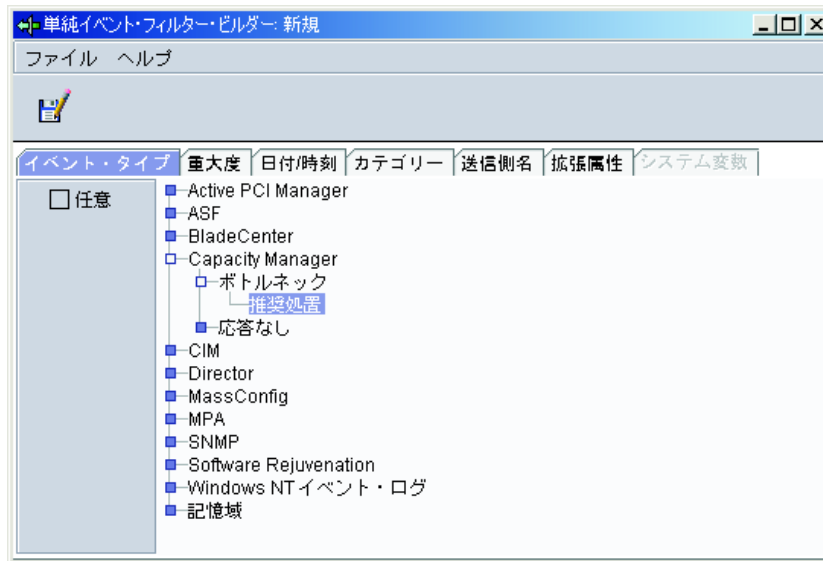 単純イベント・フィルター・ビルダー: 新規
ファイル ヘルプ
イベント・タイプ 重大度 日付/時刻 カテゴリー 送信側名 拡張属性 システム変数
任意
Active PCI Manager
ASF
BladeCenter
Capacity Manager
ボトルネック
推奨処置
応答なし
CIM
Director
MassConfig
MPA
SNMP
Software Rejuvenation
Windows NT イベント・ログ
記憶域